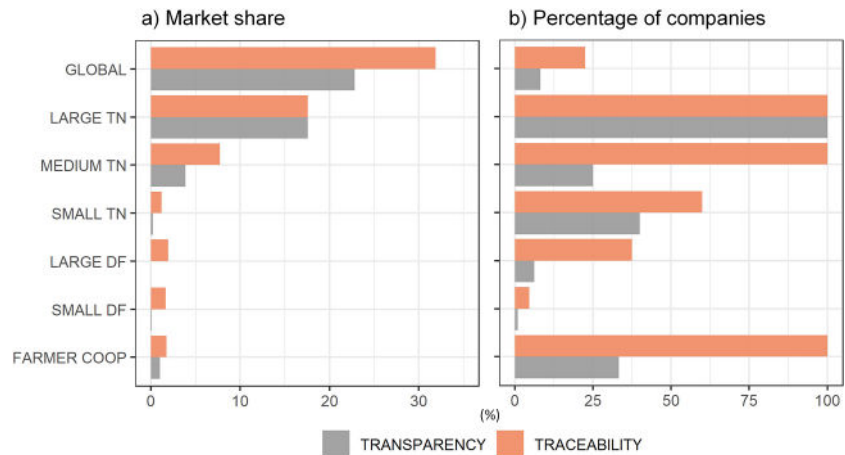 a) Market share
b) Percentage of companies
GLOBAL
LARGE TN
MEDIUM TN
SMALL TN
LARGE DF
SMALL DF
FARMER COOP
0 10 20 30
0 25 50 75 100
(%)
TRANSPARENCY TRACEABILITY